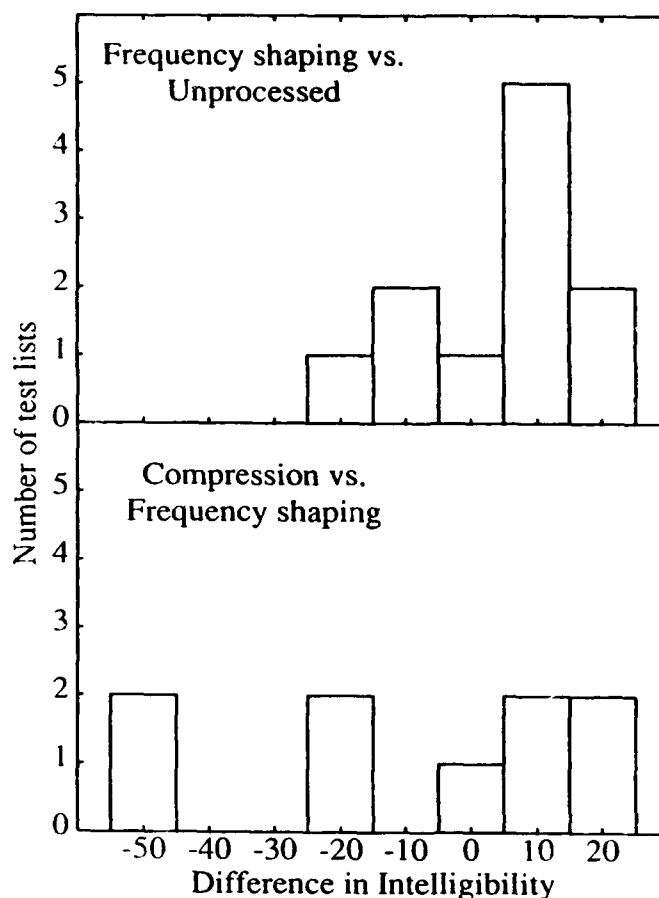 Frequency shaping vs.
Unprocessed
5
4
3
2
1
0
Number of test lists
Compression vs.
Frequency shaping
5
4
3
2
1
0
-50 -40 -30 -20 -10 0 10 20
Difference in Intelligibility